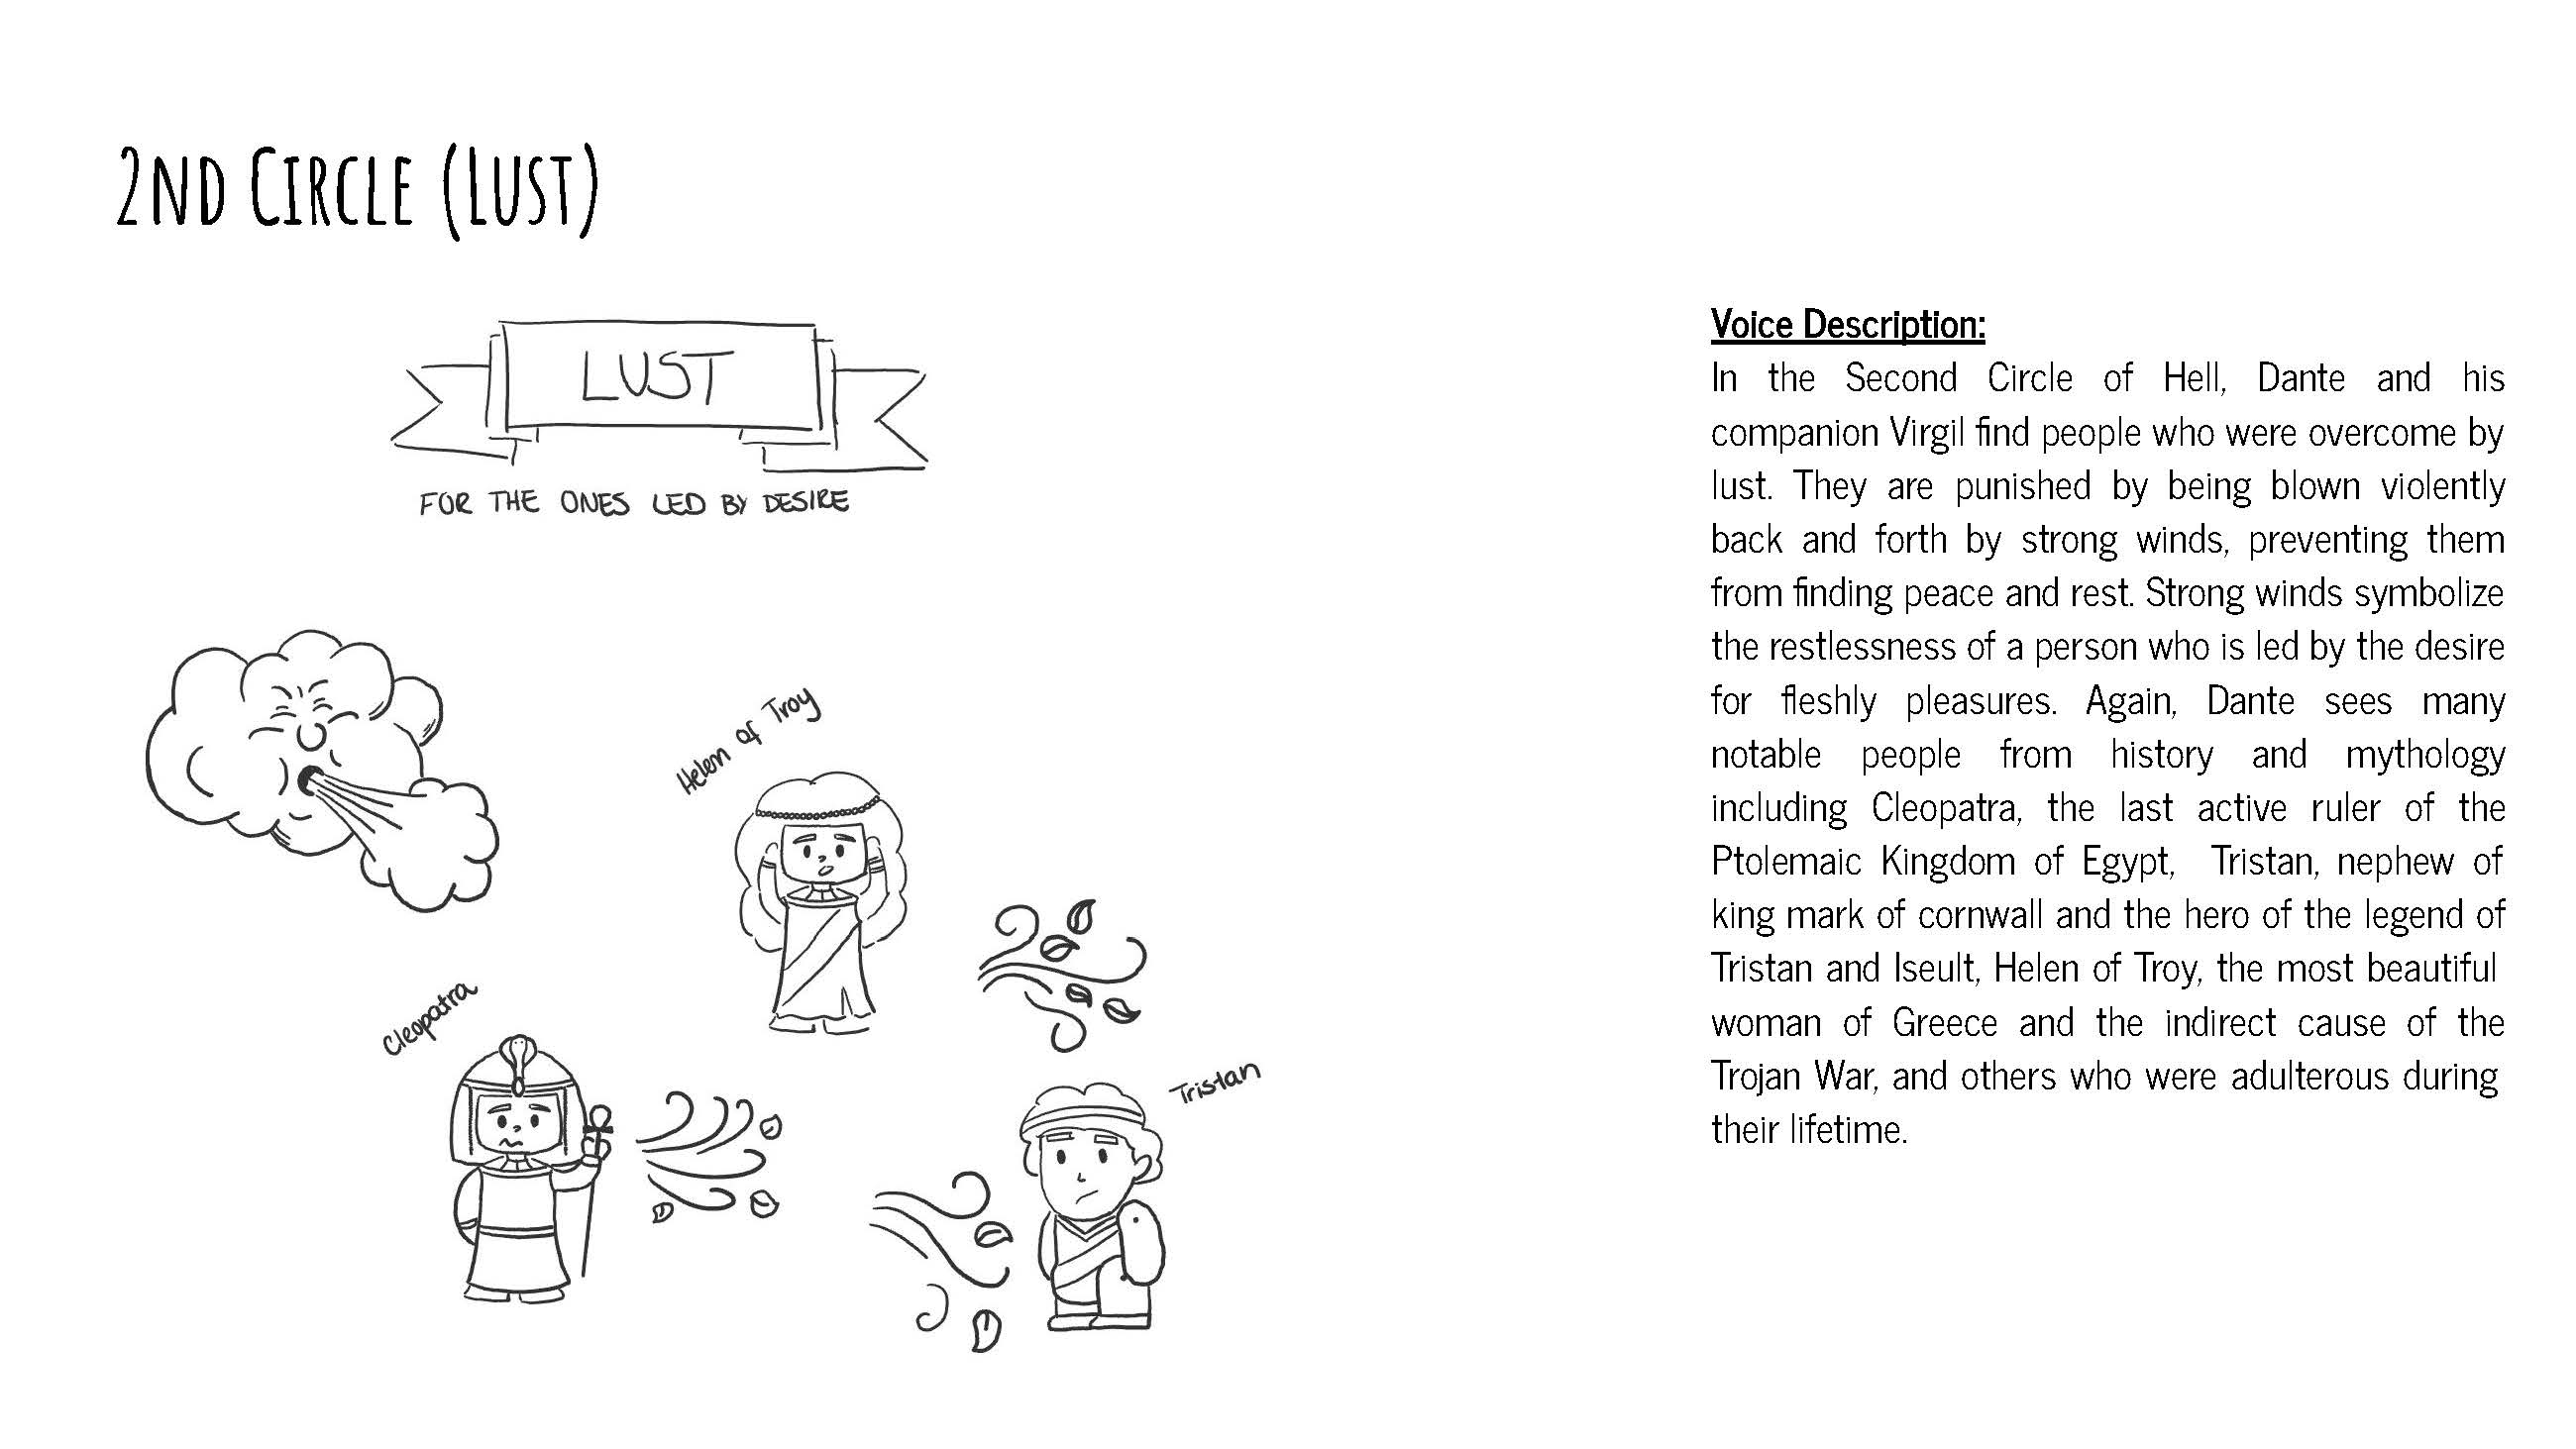 2nd Circle (Lust)
LUST
FOR THE ONES LED BY DESIRE
Helen of Troy
Cleopatra
Tristan
Voice Description:
In the Second Circle of Hell, Dante and his
companion Virgil find people who were overcome by
lust. They are punished by being blown violently
back and forth by strong winds, preventing them
from finding peace and rest. Strong winds symbolize
the restlessness of a person who is led by the desire
for fleshly pleasures. Again, Dante sees many
notable people from history and mythology
including Cleopatra, the last active ruler of the
Ptolemaic Kingdom of Egypt, Tristan, nephew of
king mark of cornwall and the hero of the legend of
Tristan and Iseult, Helen of Troy, the most beautiful
woman of Greece and the indirect cause of the
Trojan War, and others who were adulterous during
their lifetime.